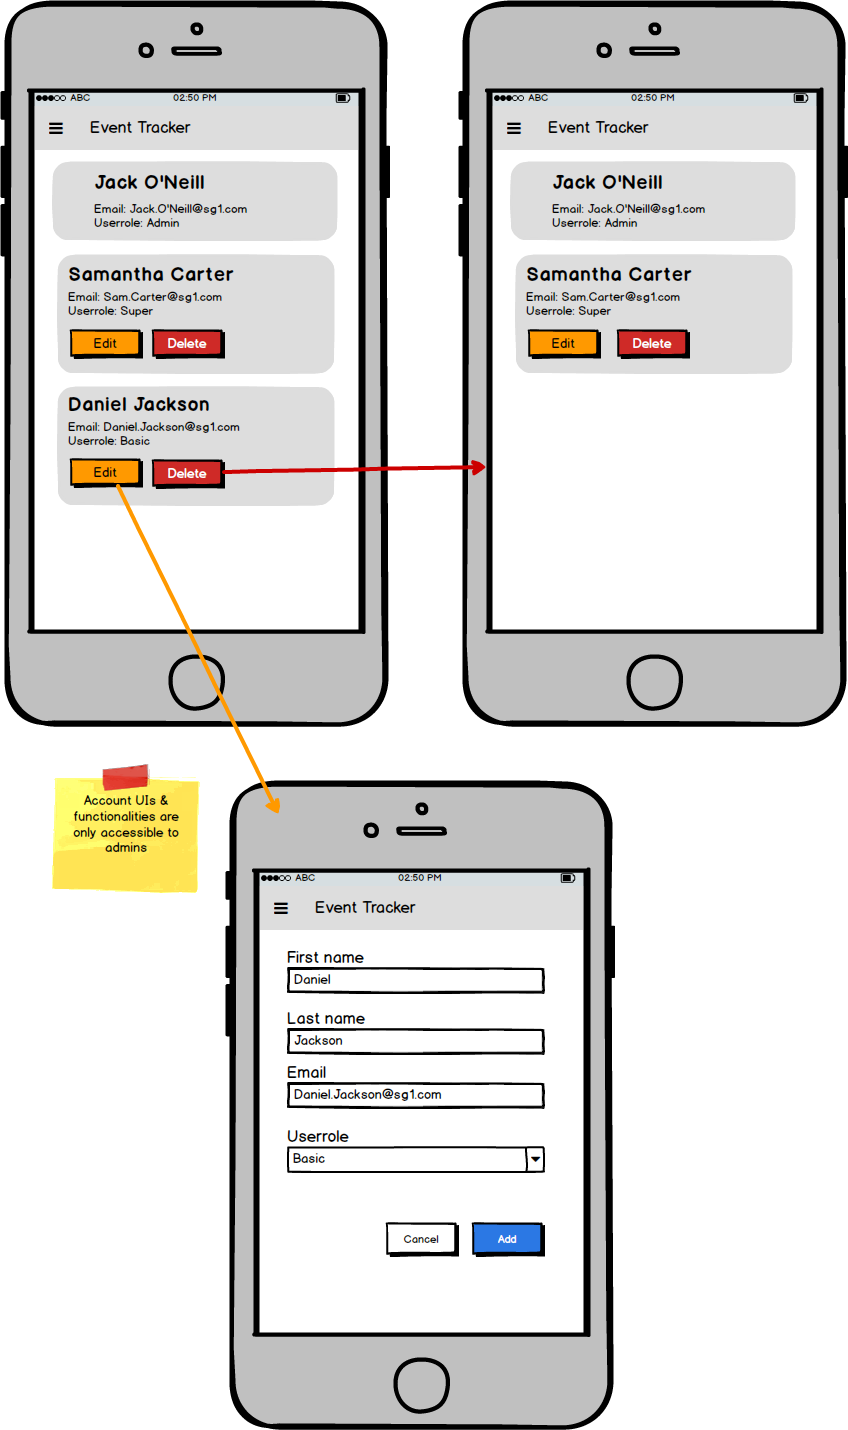 ABC 02:50 PM
Event Tracker
Jack O'Neill
Email: Jack.O'Neill@sg1.com
Userrole: Admin
Samantha Carter
Email: Sam.Carter@sg1.com
Userrole: Super
Edit Delete
Daniel Jackson
Email: Daniel.Jackson@sg1.com
Userrole: Basic
Edit Delete
ABC 02:50 PM
Event Tracker
Jack O'Neill
Email: Jack.O'Neill@sg1.com
Userrole: Admin
Samantha Carter
Email: Sam.Carter@sg1.com
Userrole: Super
Edit Delete
Account UIs &
functionalities are
only accessible to
admins
ABC 02:50 PM
Event Tracker
First name
Daniel
Last name
Jackson
Email
Daniel.Jackson@sg1.com
Userrole
Basic
Cancel Add